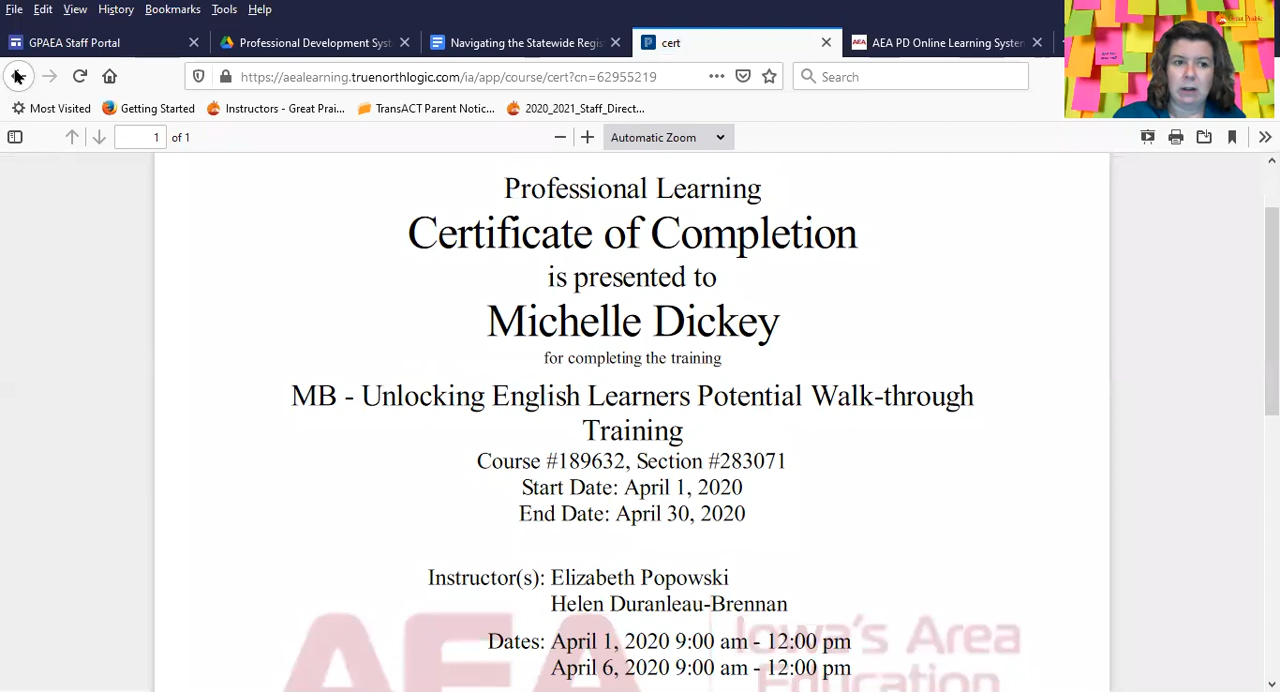 File Edit View History Bookmarks Tools Help
GPAEA Staff Portal
Professional Development Syst
Navigating the Statewide Regis
cert
AEA PD Online Learning System
https://aealearning.truenorthlogic.com/ia/app/course/cert?cn=62955219
Search
Most Visited Getting Started Instructors - Great Prai... TransACT Parent Notic... 2020_2021_Staff_Direct...
1 of 1
Automatic Zoom
Professional Learning
Certificate of Completion
is presented to
Michelle Dickey
for completing the training
MB - Unlocking English Learners Potential Walk-through
Training
Course #189632, Section #283071
Start Date: April 1, 2020
End Date: April 30, 2020
Instructor(s): Elizabeth Popowski
Helen Duranleau-Brennan
Dates: April 1, 2020 9:00 am - 12:00 pm
April 6, 2020 9:00 am - 12:00 pm
AEA
Iowa's Area
Education
Great Prairie